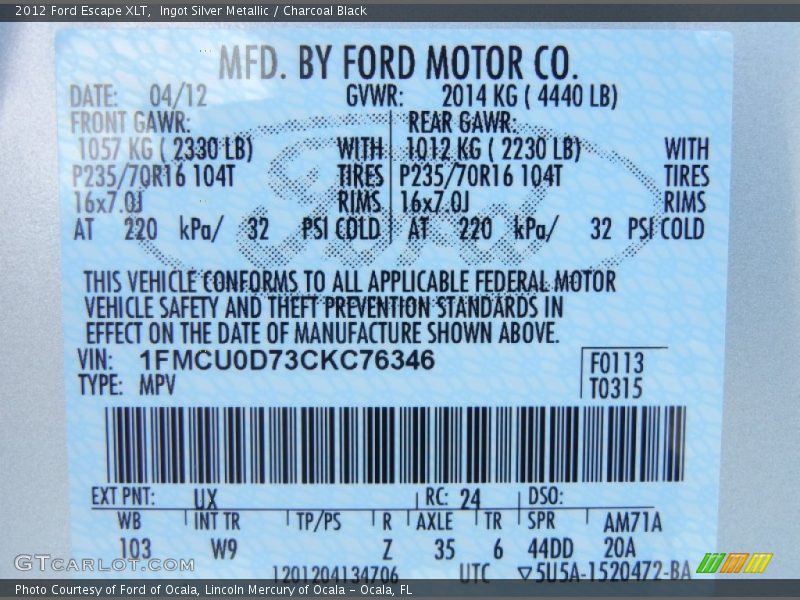 2012 Ford Escape XLT,  Ingot Silver Metallic / Charcoal Black
MFD. BY FORD MOTOR CO.
DATE: 04/12 GVWR: 2014 KG ( 4440 LB)
FRONT GAWR: REAR GAWR:
1057 KG ( 2330 LB) WITH 1012 KG ( 2230 LB) WITH
P235/70R16 104T TIRES P235/70R16 104T TIRES
16x7.0J RIMS 16x7.0J RIMS
AT 220 kPa/ 32 PSI COLD AT 220 kPa/ 32 PSI COLD
THIS VEHICLE CONFORMS TO ALL APPLICABLE FEDERAL MOTOR
VEHICLE SAFETY AND THEFT PREVENTION STANDARDS IN
EFFECT ON THE DATE OF MANUFACTURE SHOWN ABOVE.
VIN: 1FMCU0D73CKC76346 F0113
TYPE: MPV T0315
EXT PNT: UX RC: 24 DSO:
WB INT TR TP/PS R AXLE TR SPR AM71A
103 W9 Z 35 6 44DD 20A
1201204134706 UTC ▽5U5A-1520472-BA
GTCarLot.com
Photo Courtesy of Ford of Ocala, Lincoln Mercury of Ocala – Ocala, FL